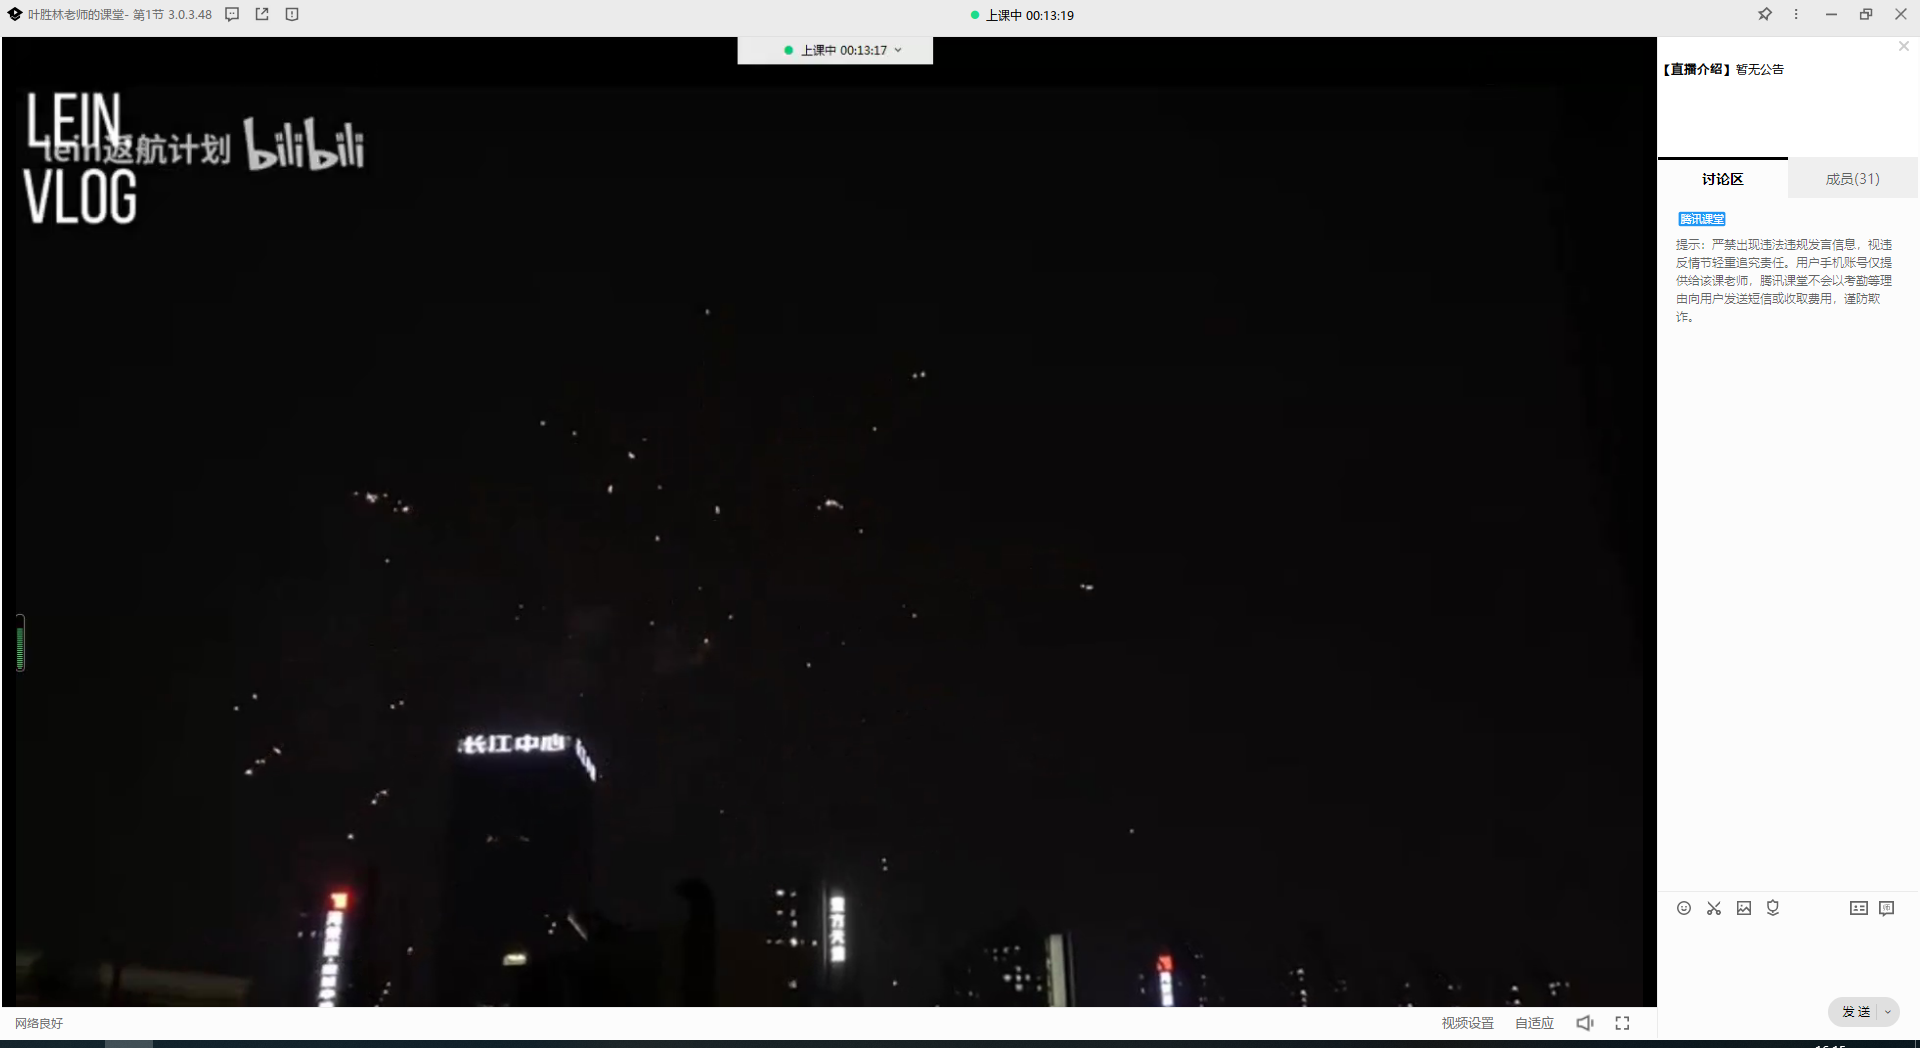 叶胜林老师的课堂- 第1节 3.0.3.48
上课中 00:13:19
上课中 00:13:17
LEIN
lein返航计划 bilibili
VLOG
长江中心
【直播介绍】暂无公告
讨论区
成员(31)
腾讯课堂
提示：严禁出现违法违规发言信息，视违
反情节轻重追究责任。用户手机账号仅提
供给该课老师，腾讯课堂不会以考勤等理
由向用户发送短信或收取费用，谨防欺
诈。
发送
网络良好
视频设置
自适应